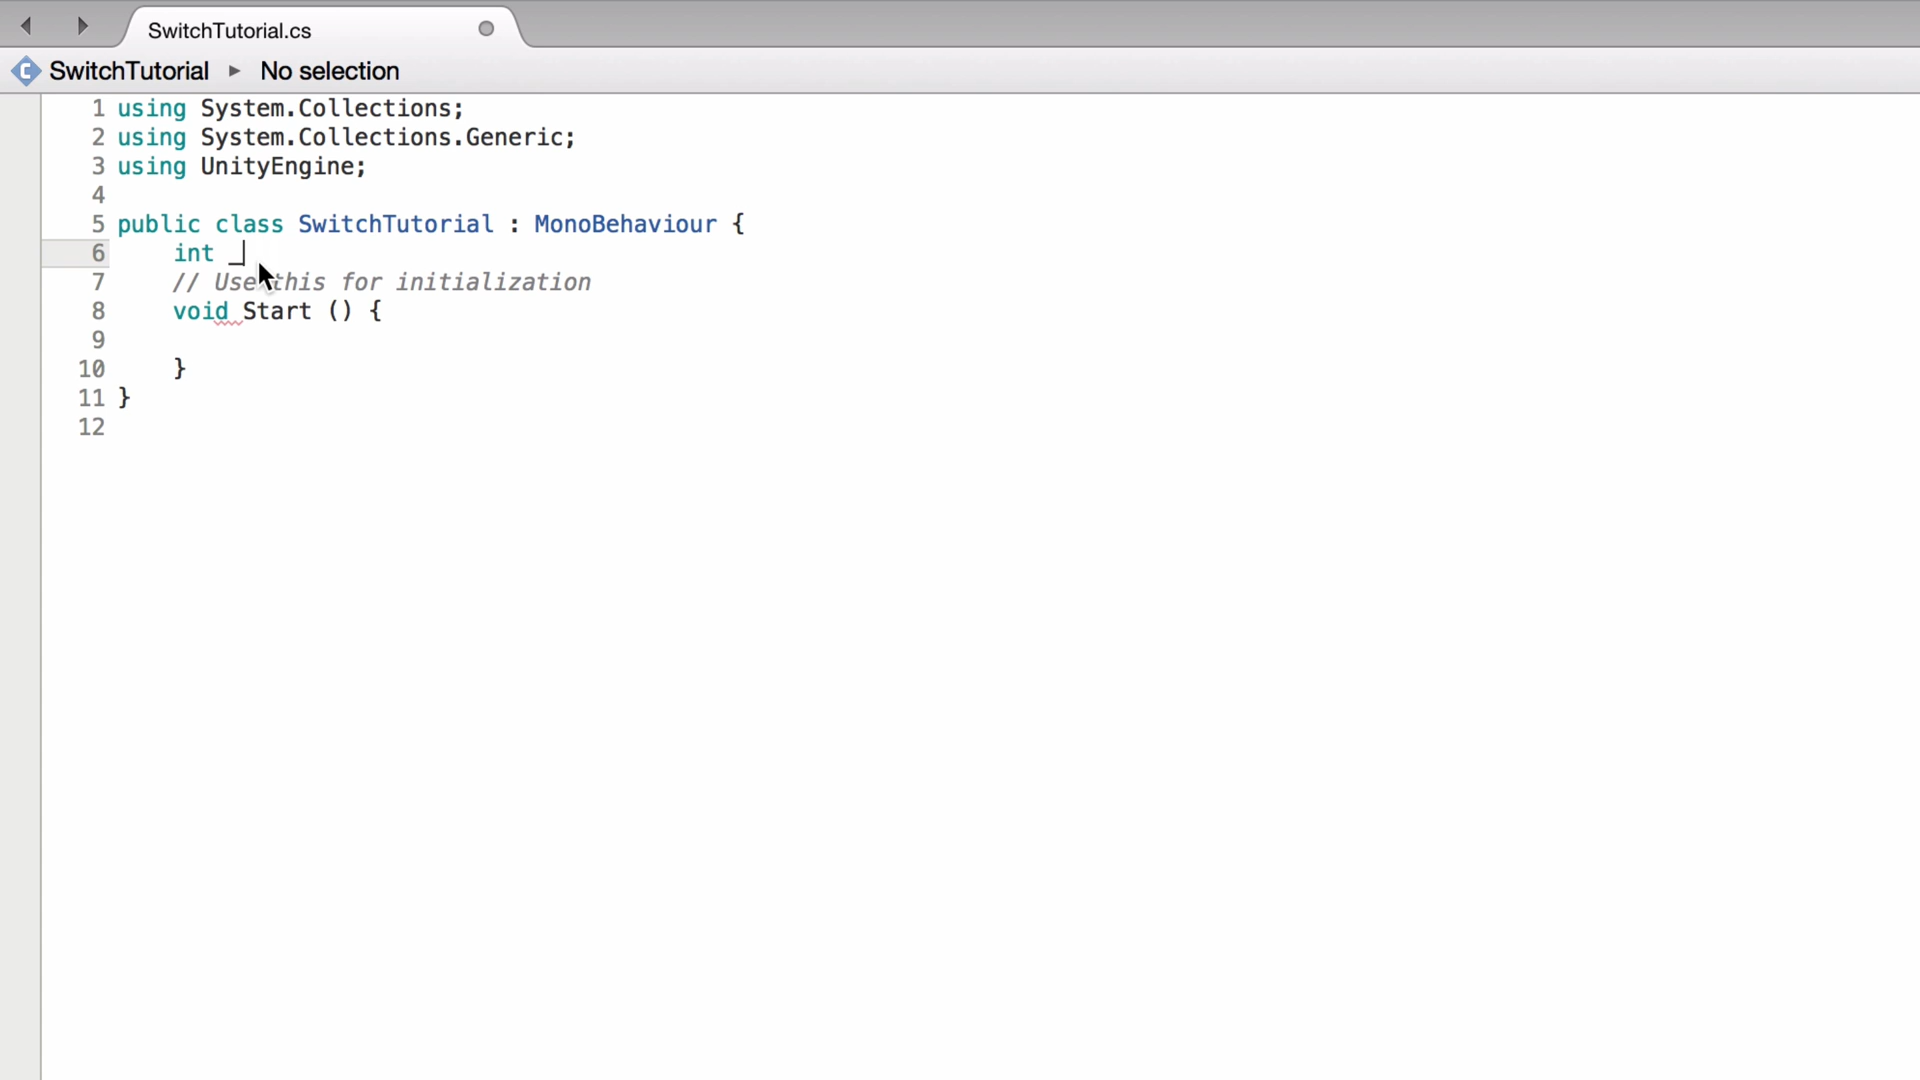 SwitchTutorial.cs
SwitchTutorial ▸ No selection
1 using System.Collections;
2 using System.Collections.Generic;
3 using UnityEngine;
4
5 public class SwitchTutorial : MonoBehaviour {
6 int _
7 // Use this for initialization
8 void Start () {
9
10 }
11 }
12